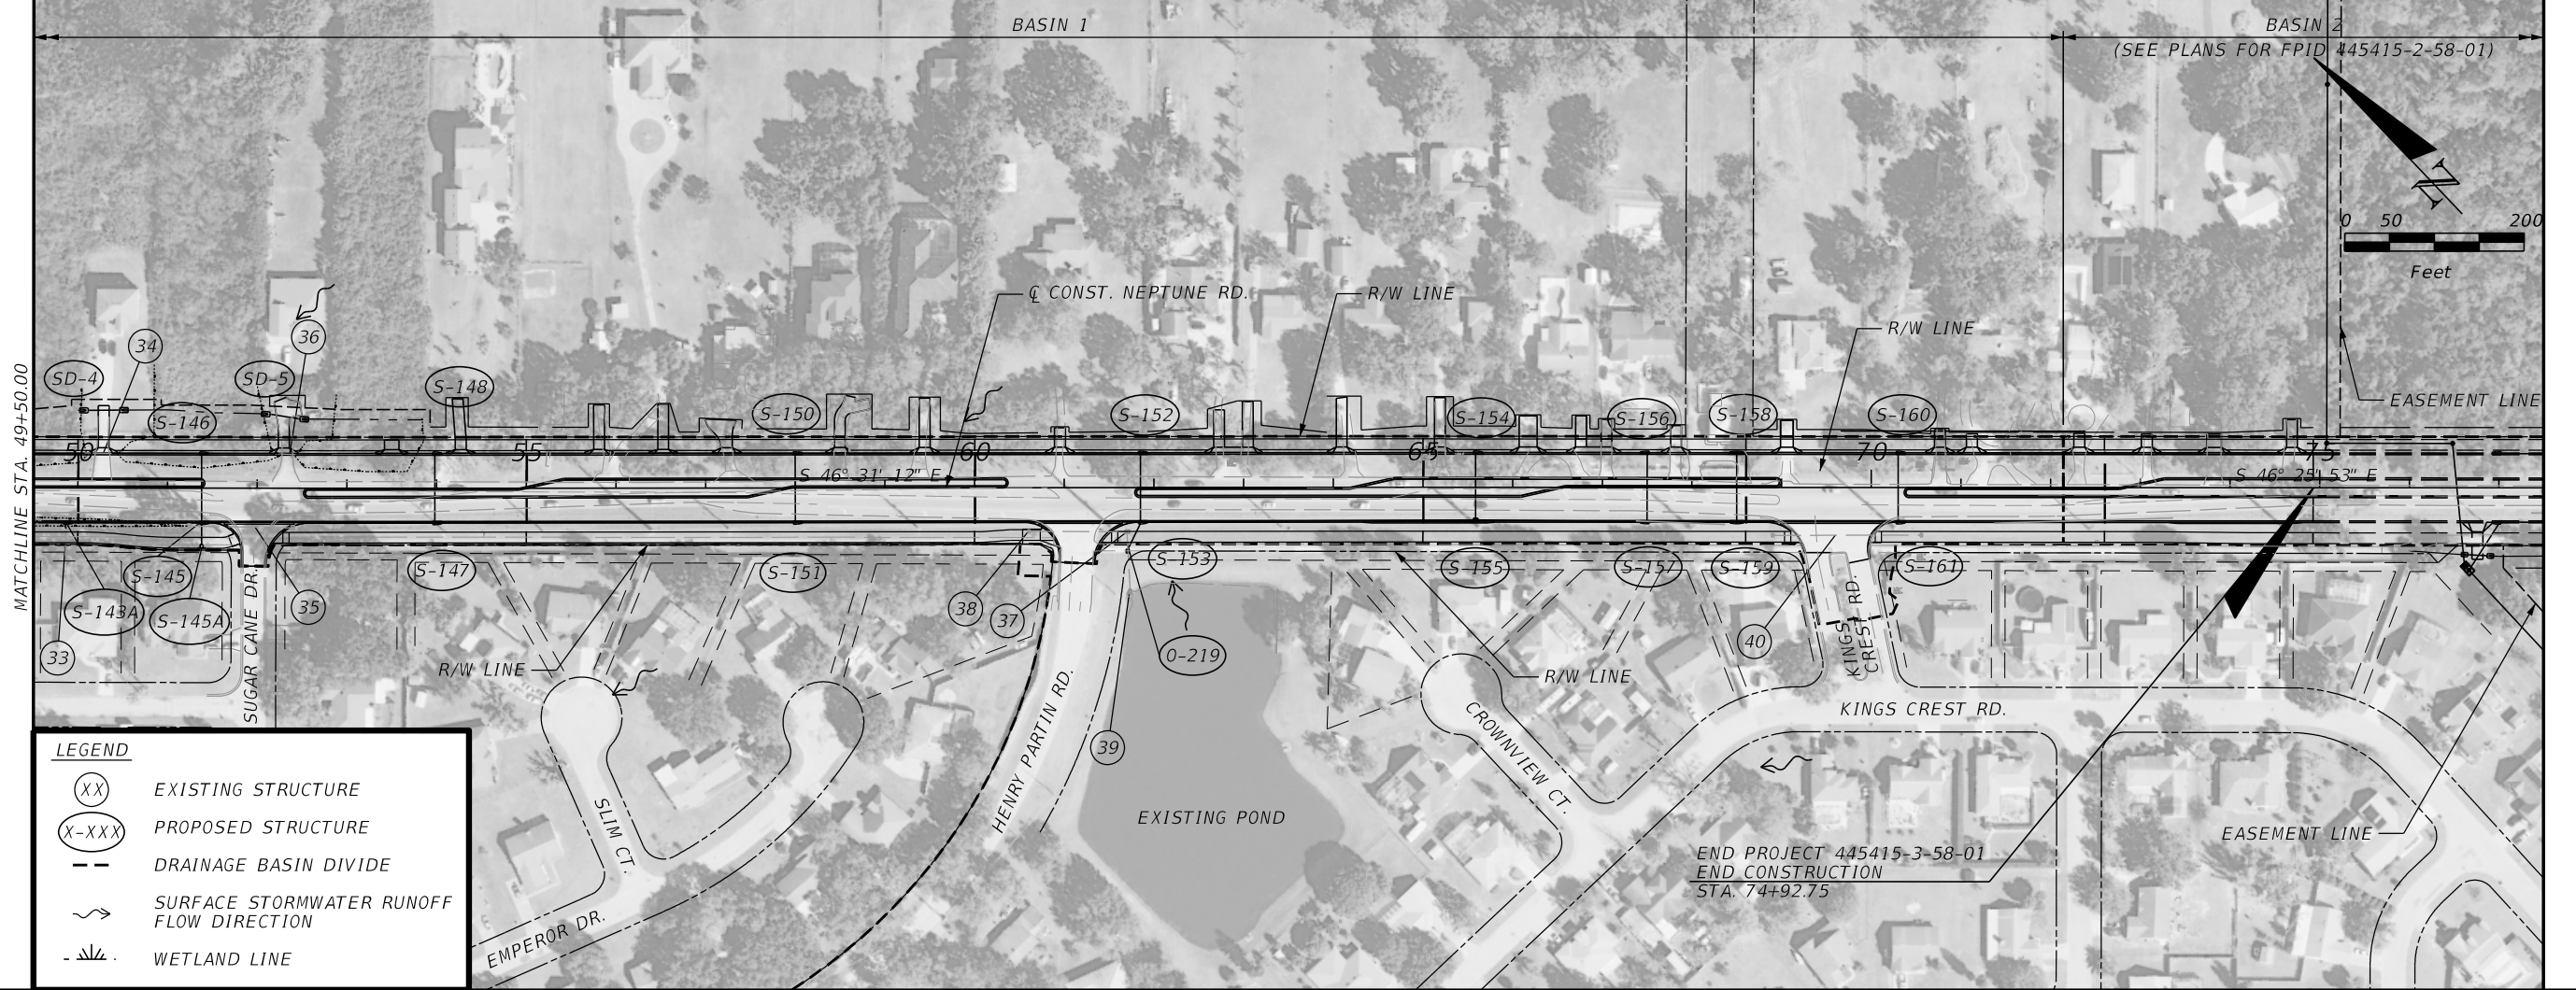 BASIN 1
BASIN 2
(SEE PLANS FOR FPID 445415-2-58-01)
N
0 50 200
Feet
℄ CONST. NEPTUNE RD.
R/W LINE
R/W LINE
EASEMENT LINE
MATCHLINE STA. 49+50.00
34
36
SD-4
SD-5
S-148
S-146
S-150
S-152
S-154
S-156
S-158
S-160
50
55
60
65
70
75
S 46° 31' 12" E
S 46° 25' 53" E
S-145
S-147
S-151
S-153
S-155
S-157
S-159
S-161
S-143A
S-145A
35
38
37
33
40
O-219
39
SUGAR CANE DR.
R/W LINE
R/W LINE
HENRY PARTIN RD.
KINGS CREST RD.
KINGS CREST RD.
CROWNVIEW CT.
SLIM CT.
EMPEROR DR.
EXISTING POND
EASEMENT LINE
END PROJECT 445415-3-58-01
END CONSTRUCTION
STA. 74+92.75
LEGEND
XX EXISTING STRUCTURE
X-XXX PROPOSED STRUCTURE
DRAINAGE BASIN DIVIDE
SURFACE STORMWATER RUNOFF
FLOW DIRECTION
WETLAND LINE